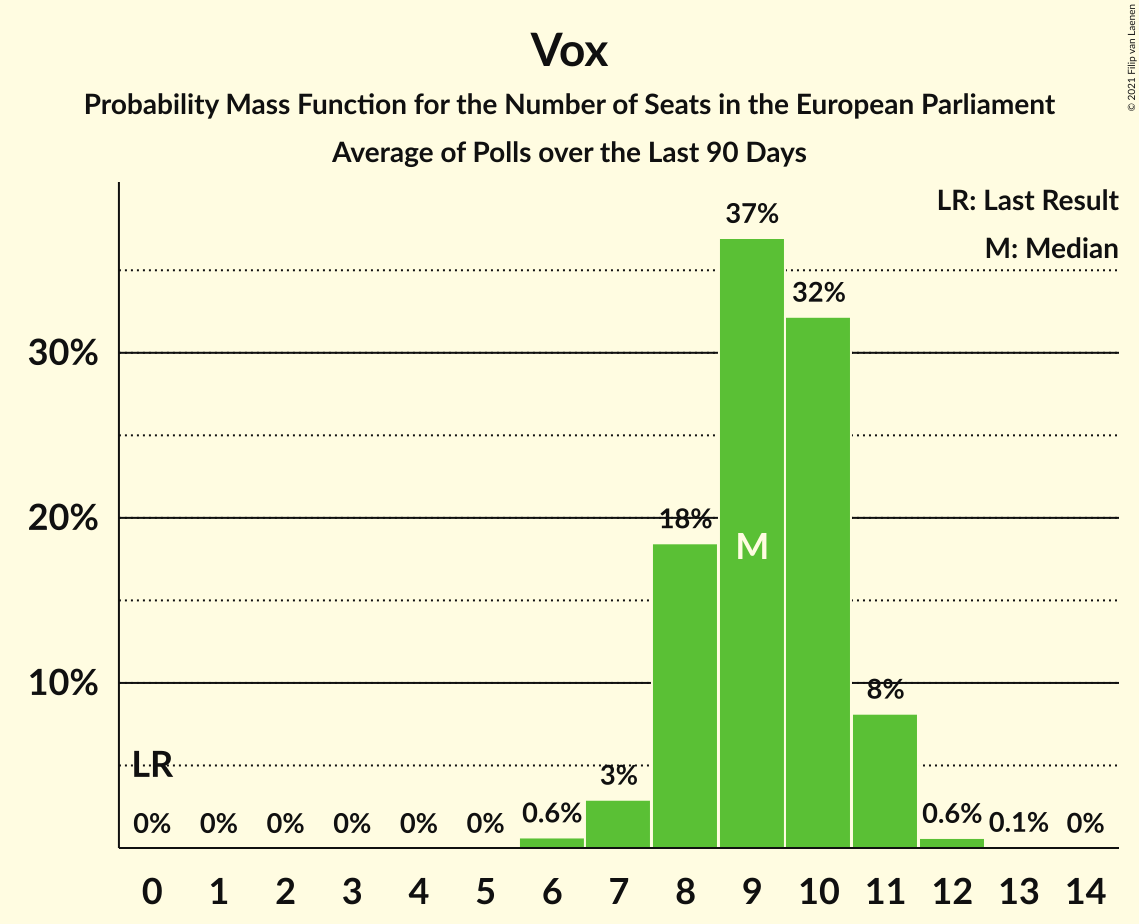 Vox
Probability Mass Function for the Number of Seats in the European Parliament
Average of Polls over the Last 90 Days
© 2021 Filip van Laenen
LR: Last Result
M: Median
37%
32%
30%
20%
18%
M
10%
8%
LR
3%
0% 0% 0% 0% 0% 0% 0.6% 0.6% 0.1% 0%
0 1 2 3 4 5 6 7 8 9 10 11 12 13 14